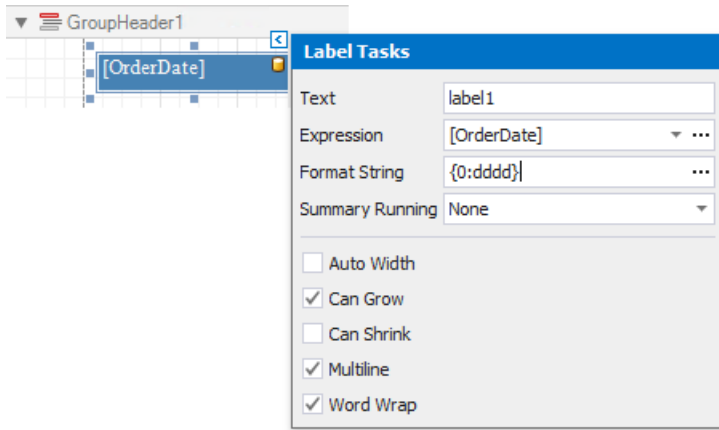 GroupHeader1
[OrderDate]
Label Tasks
Text label1
Expression [OrderDate] ...
Format String {0:dddd} ...
Summary Running None
Auto Width
Can Grow
Can Shrink
Multiline
Word Wrap